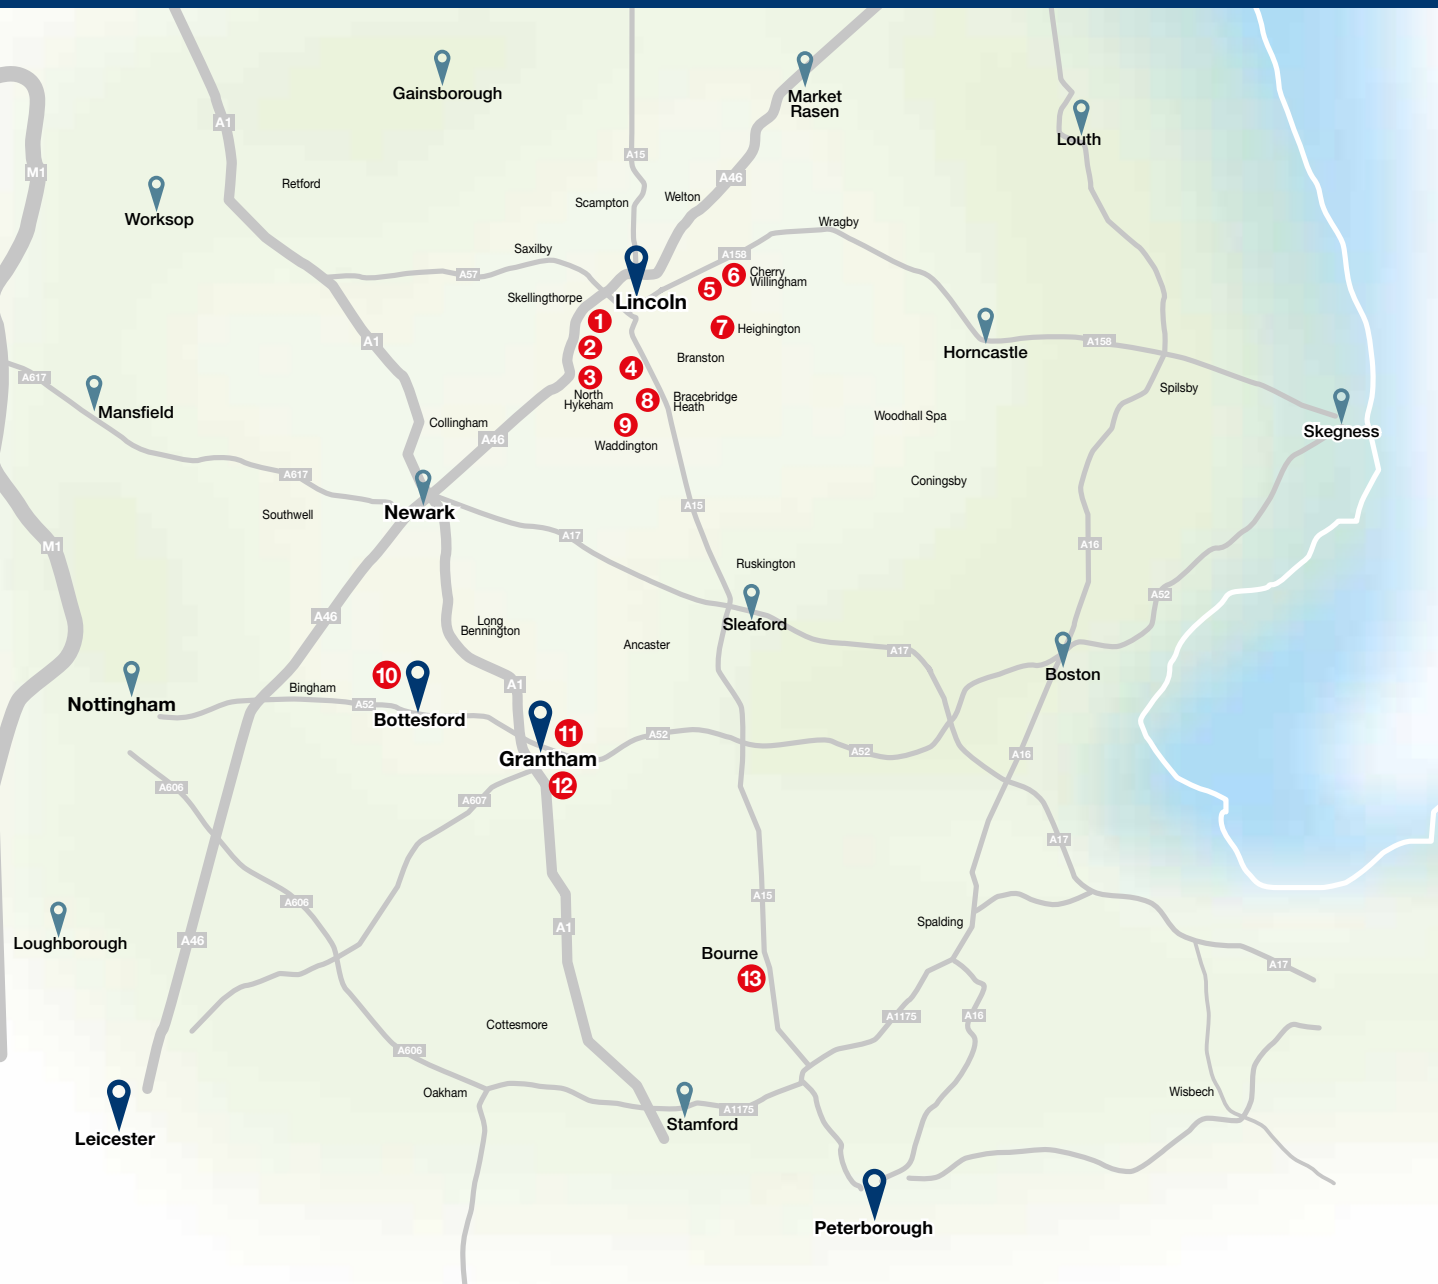 Gainsborough
Market
Rasen
A1
Louth
A15
M1
A46
Retford
Worksop
Scampton
Welton
Wragby
Saxilby
A158
A57
6
Cherry
Willingham
5
Skellingthorpe
Lincoln
1
7
Heighington
A1
2
Horncastle
A158
Branston
4
A617
3
Spilsby
North
Hykeham
8
Bracebridge
Heath
Mansfield
Woodhall Spa
Collingham
9
Skegness
A46
Waddington
A617
Coningsby
Newark
A15
Southwell
A17
M1
A16
Ruskington
A52
A46
Long
Bennington
Sleaford
Ancaster
A17
10
Boston
A1
Bingham
Nottingham
A52
Bottesford
11
A52
A52
A16
Grantham
12
A606
A607
A17
A15
A606
Spalding
A1
A46
Loughborough
Bourne
A17
13
A1175
A16
Cottesmore
A606
Oakham
Wisbech
A1175
Stamford
Leicester
Peterborough